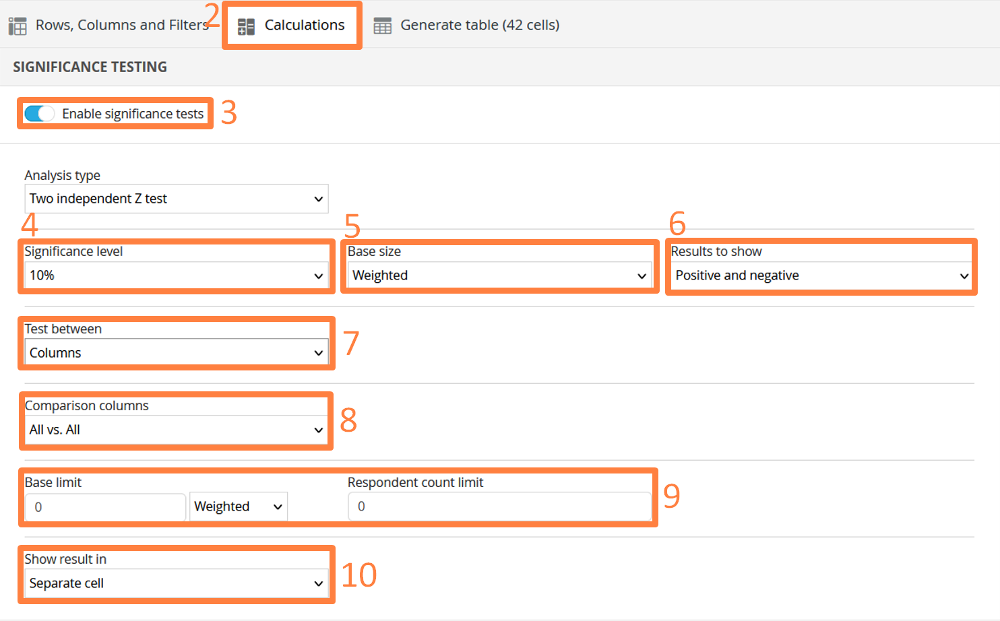 Rows, Columns and Filters 2 Calculations Generate table (42 cells)
SIGNIFICANCE TESTING
Enable significance tests 3
Analysis type
Two independent Z test
4 5 6
Significance level Base size Results to show
10% Weighted Positive and negative
Test between
Columns 7
Comparison columns
All vs. All 8
Base limit Respondent count limit
0 Weighted 0 9
Show result in
Separate cell 10